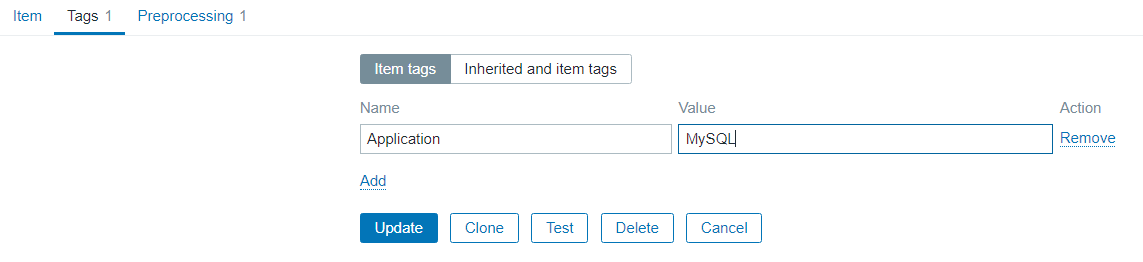 Item Tags 1 Preprocessing 1
Item tags Inherited and item tags
Name Value Action
Application MySQL Remove
Add
Update Clone Test Delete Cancel